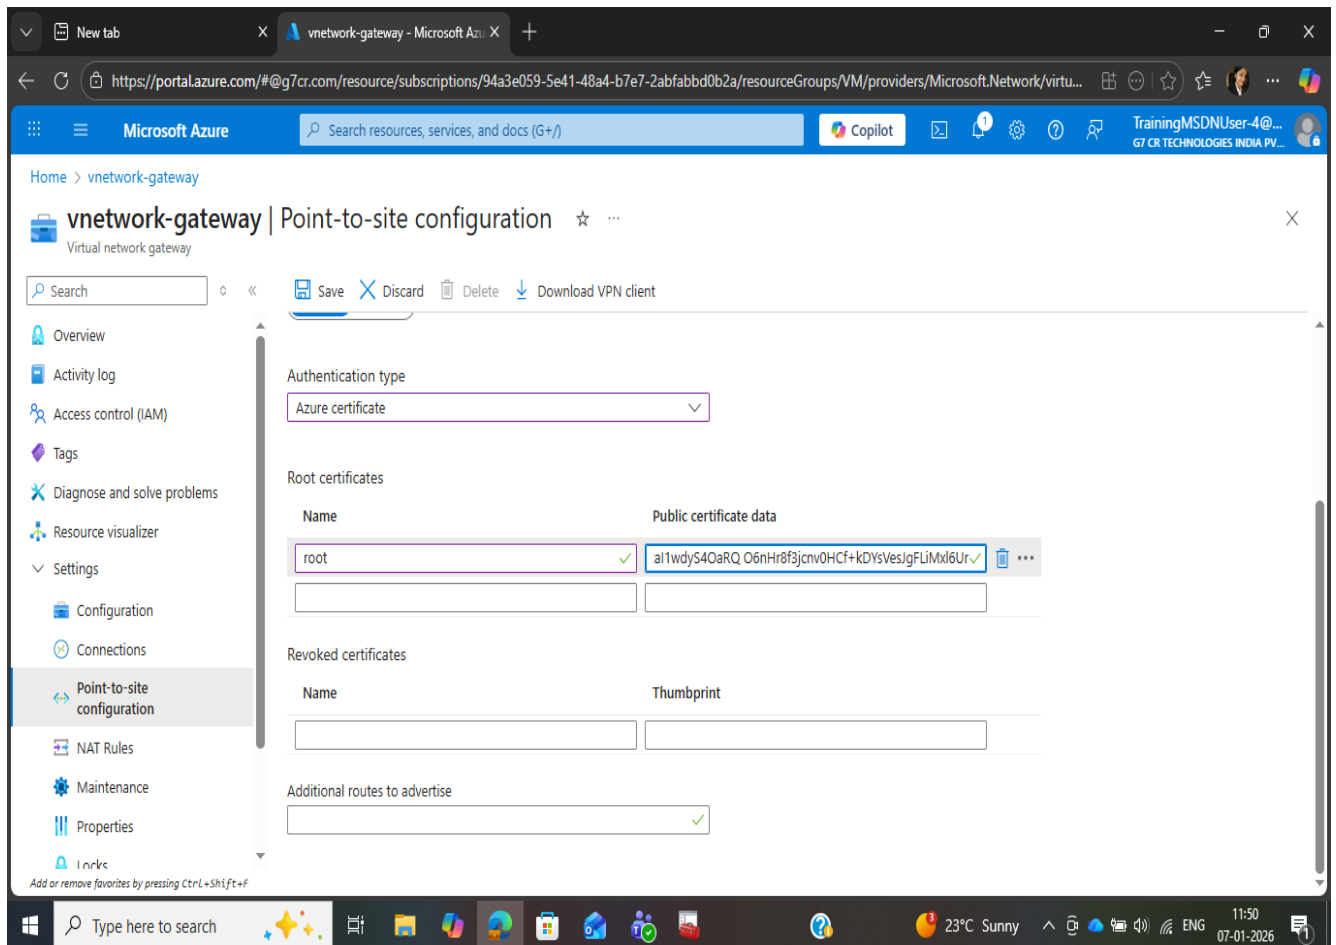 New tab
vnetwork-gateway - Microsoft Azu
https://portal.azure.com/#@g7cr.com/resource/subscriptions/94a3e059-5e41-48a4-b7e7-2abfabbd0b2a/resourceGroups/VM/providers/Microsoft.Network/virtu...
Microsoft Azure
Search resources, services, and docs (G+/)
Copilot
1
TrainingMSDNUser-4@...
G7 CR TECHNOLOGIES INDIA PV...
Home > vnetwork-gateway
vnetwork-gateway | Point-to-site configuration
Virtual network gateway
Search
Save
Discard
Delete
Download VPN client
Overview
Activity log
Access control (IAM)
Tags
Diagnose and solve problems
Resource visualizer
Settings
Configuration
Connections
Point-to-site
configuration
NAT Rules
Maintenance
Properties
Locks
Add or remove favorites by pressing Ctrl+Shift+F
Authentication type
Azure certificate
Root certificates
Name
Public certificate data
root
aI1wdyS4OaRQ O6nHr8f3jcnv0HCf+kDYsVesJgFLiMxl6Ur
Revoked certificates
Name
Thumbprint
Additional routes to advertise
Type here to search
3
23°C Sunny
ENG
11:50
07-01-2026
1